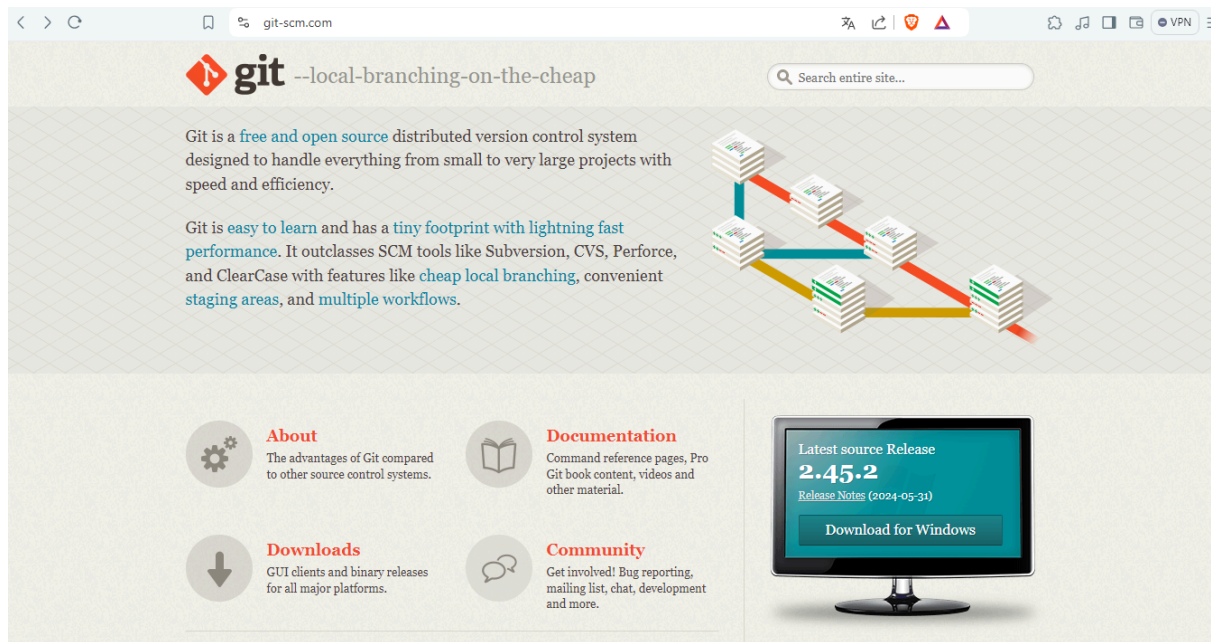 git-scm.com
VPN
git --local-branching-on-the-cheap
Search entire site...
Git is a free and open source distributed version control system
designed to handle everything from small to very large projects with
speed and efficiency.
Git is easy to learn and has a tiny footprint with lightning fast
performance. It outclasses SCM tools like Subversion, CVS, Perforce,
and ClearCase with features like cheap local branching, convenient
staging areas, and multiple workflows.
About
The advantages of Git compared
to other source control systems.
Documentation
Command reference pages, Pro
Git book content, videos and
other material.
Downloads
GUI clients and binary releases
for all major platforms.
Community
Get involved! Bug reporting,
mailing list, chat, development
and more.
Latest source Release
2.45.2
Release Notes (2024-05-31)
Download for Windows